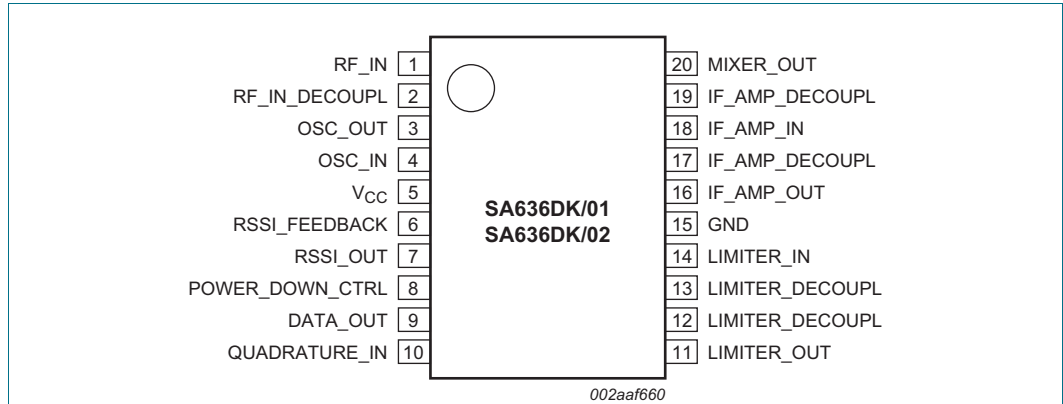 RF_IN 1
RF_IN_DECOUPL 2
OSC_OUT 3
OSC_IN 4
VCC 5
RSSI_FEEDBACK 6
RSSI_OUT 7
POWER_DOWN_CTRL 8
DATA_OUT 9
QUADRATURE_IN 10
SA636DK/01
SA636DK/02
20 MIXER_OUT
19 IF_AMP_DECOUPL
18 IF_AMP_IN
17 IF_AMP_DECOUPL
16 IF_AMP_OUT
15 GND
14 LIMITER_IN
13 LIMITER_DECOUPL
12 LIMITER_DECOUPL
11 LIMITER_OUT
002aaf660